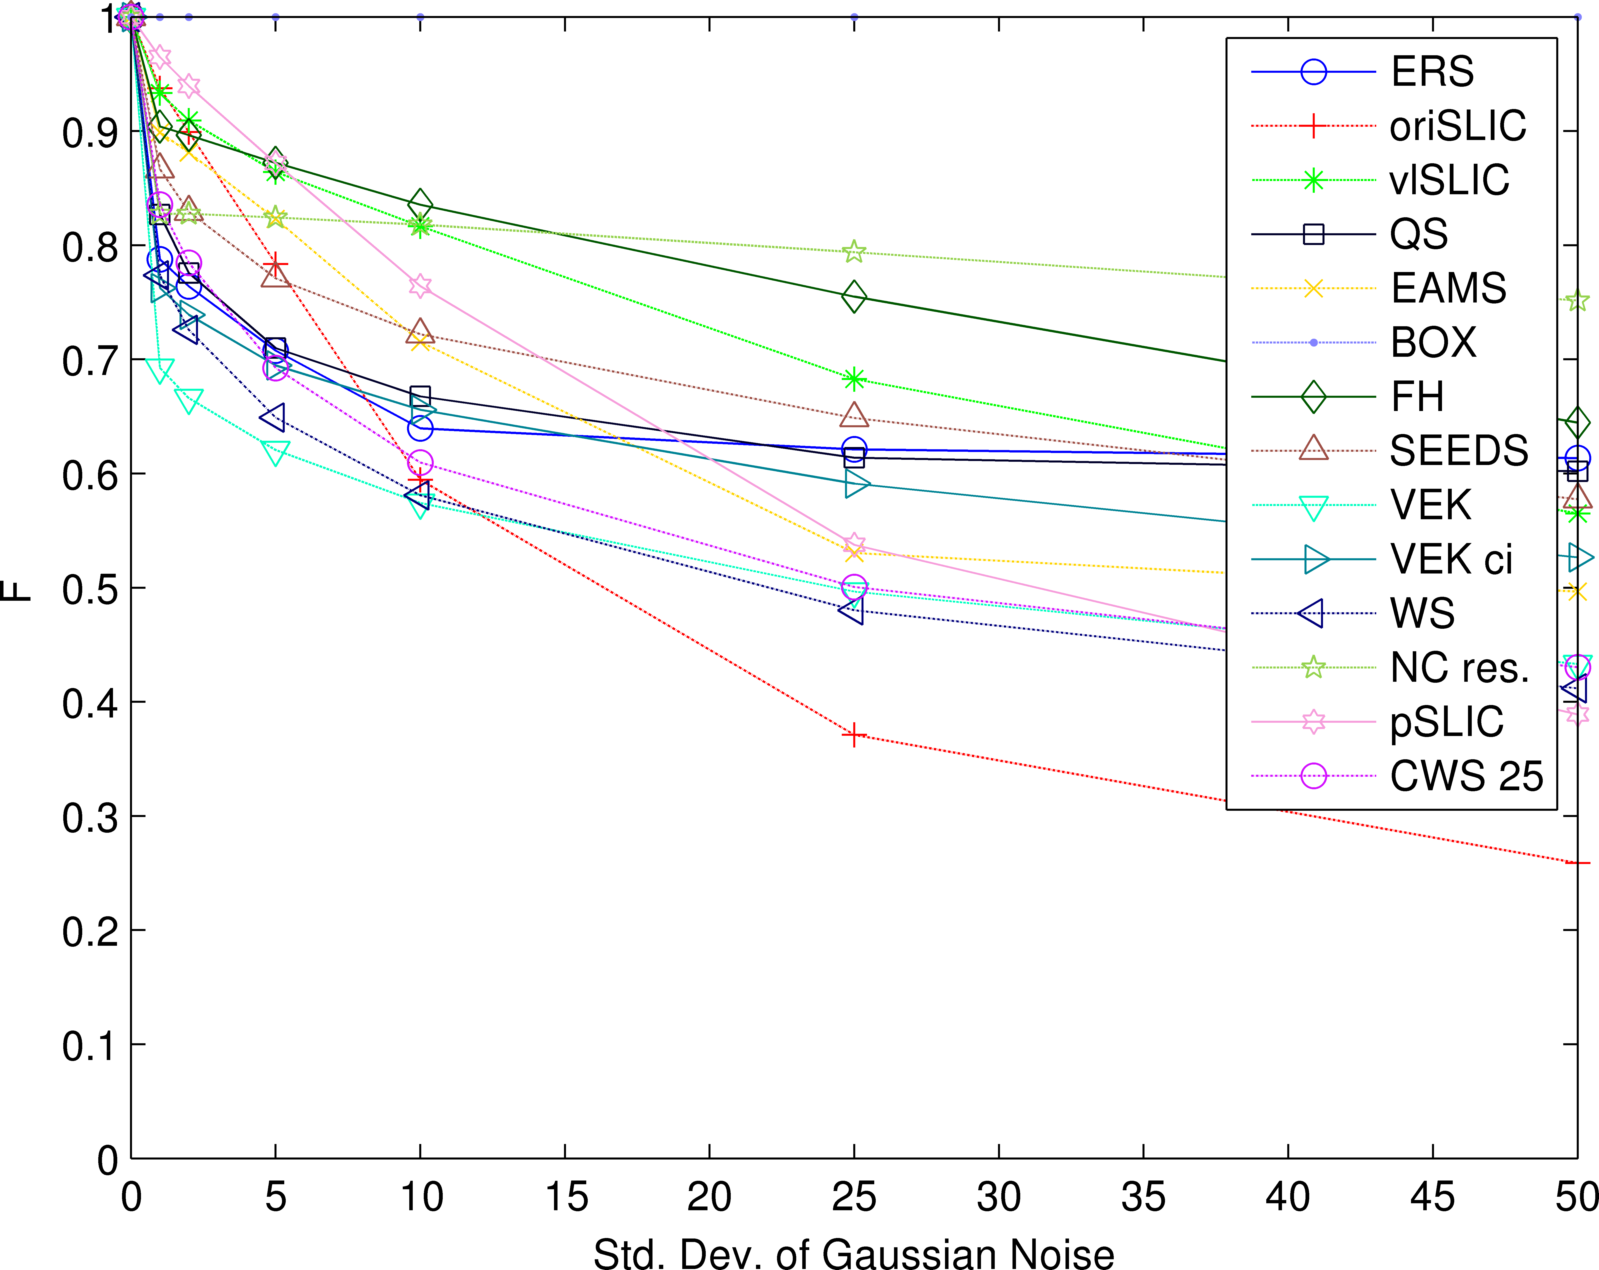 1
0.9
0.8
0.7
0.6
0.5
0.4
0.3
0.2
0.1
0
F
0 5 10 15 20 25 30 35 40 45 50
Std. Dev. of Gaussian Noise
ERS
oriSLIC
vlSLIC
QS
EAMS
BOX
FH
SEEDS
VEK
VEK ci
WS
NC res.
pSLIC
CWS 25